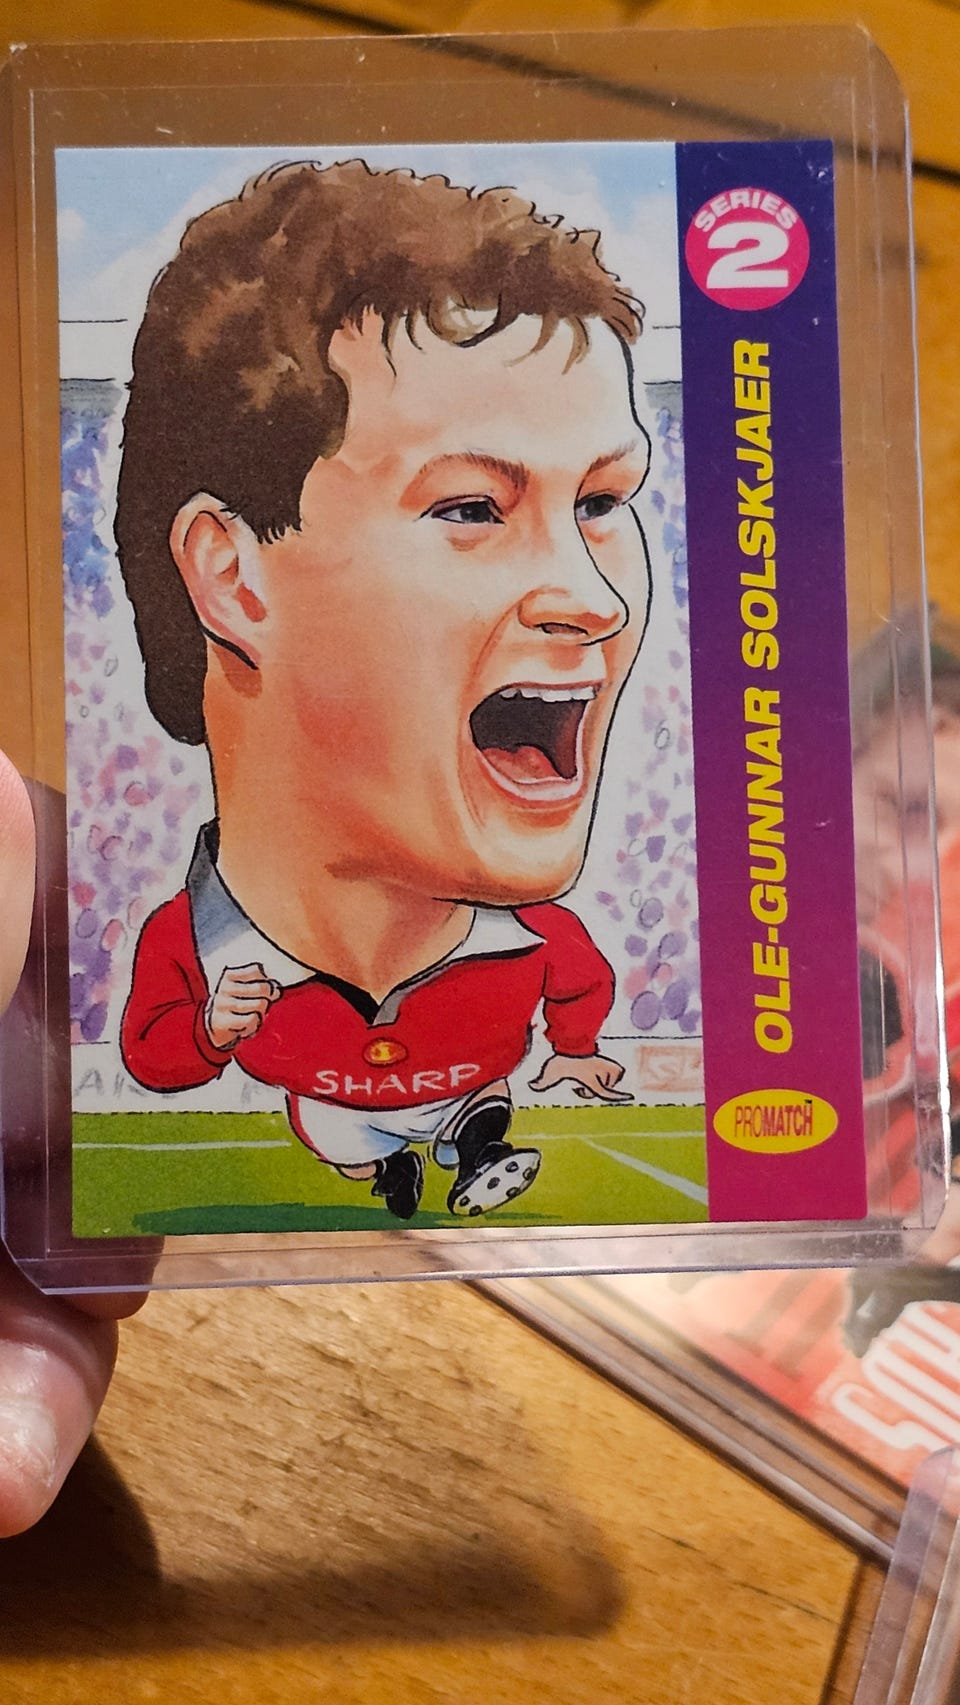 SERIES
2
OLE-GUNNAR SOLSKJAER
SHARP
PROMATCH